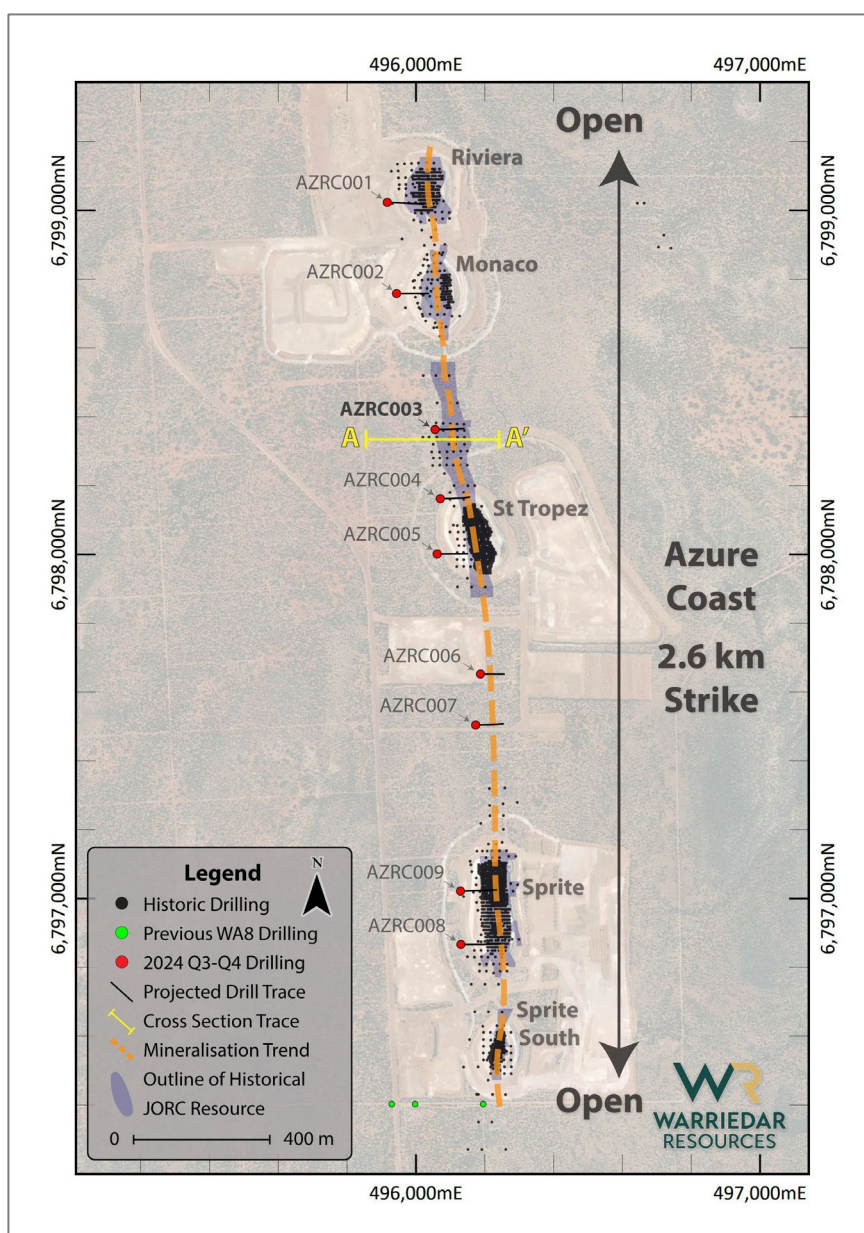 496,000mE
497,000mE
Open
6,799,000mN
6,799,000mN
Riviera
AZRC001
Monaco
AZRC002
AZRC003
A
A'
AZRC004
St Tropez
AZRC005
6,798,000mN
6,798,000mN
Azure
Coast
2.6 km
Strike
AZRC006
AZRC007
AZRC009
Sprite
AZRC008
6,797,000mN
6,797,000mN
Sprite
South
Open
Legend
N
Historic Drilling
Previous WA8 Drilling
2024 Q3-Q4 Drilling
Projected Drill Trace
Cross Section Trace
Mineralisation Trend
Outline of Historical
JORC Resource
0 400 m
WR
WARRIEDAR
RESOURCES
496,000mE
497,000mE